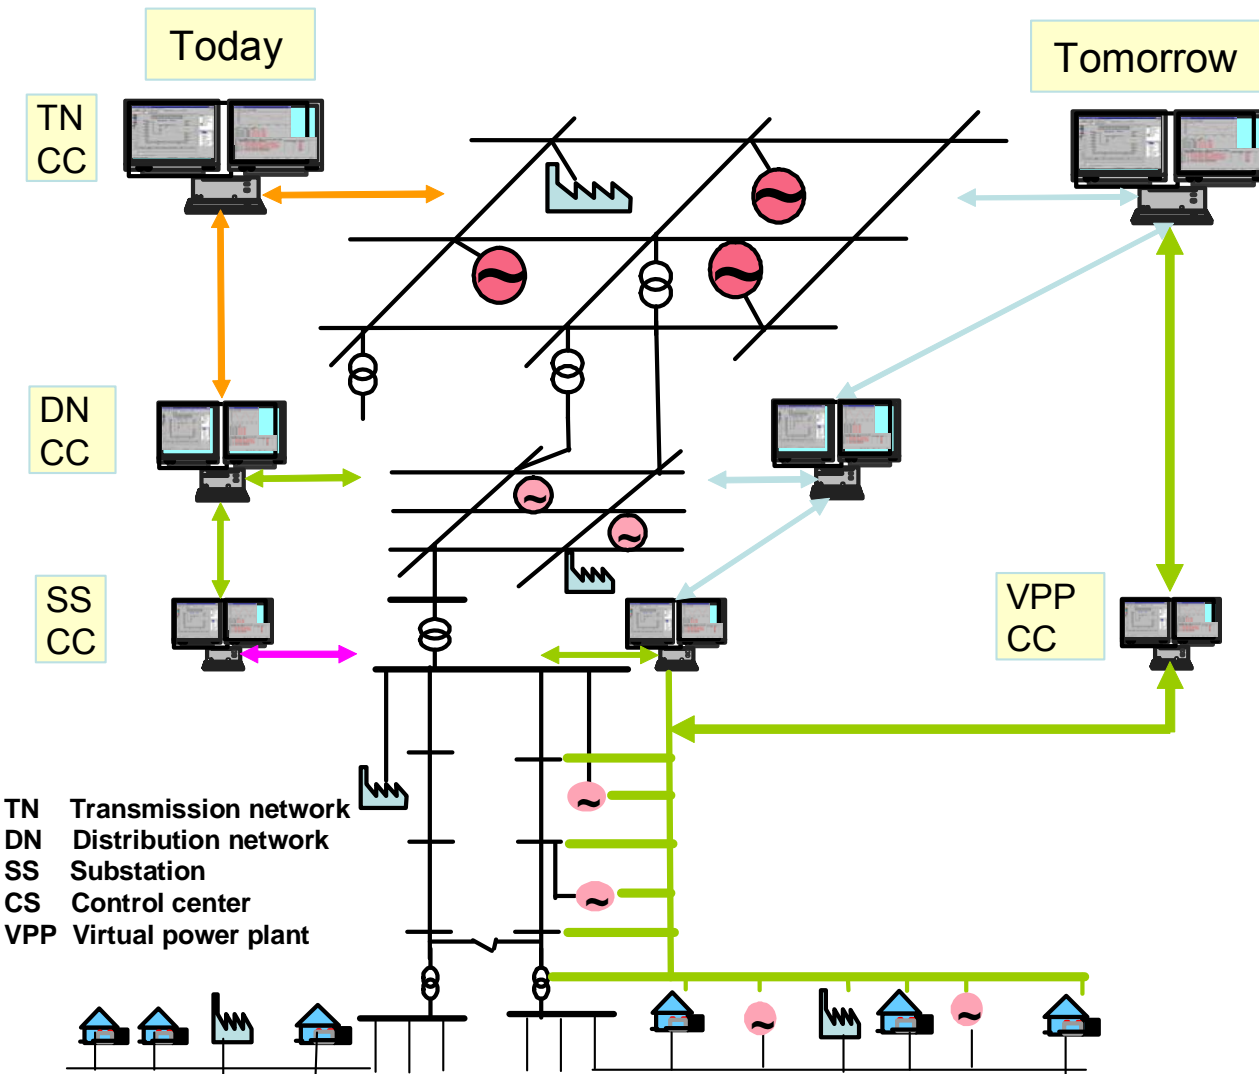 Today
Tomorrow
TN
CC
DN
CC
SS
CC
VPP
CC
TN Transmission network
DN Distribution network
SS Substation
CS Control center
VPP Virtual power plant